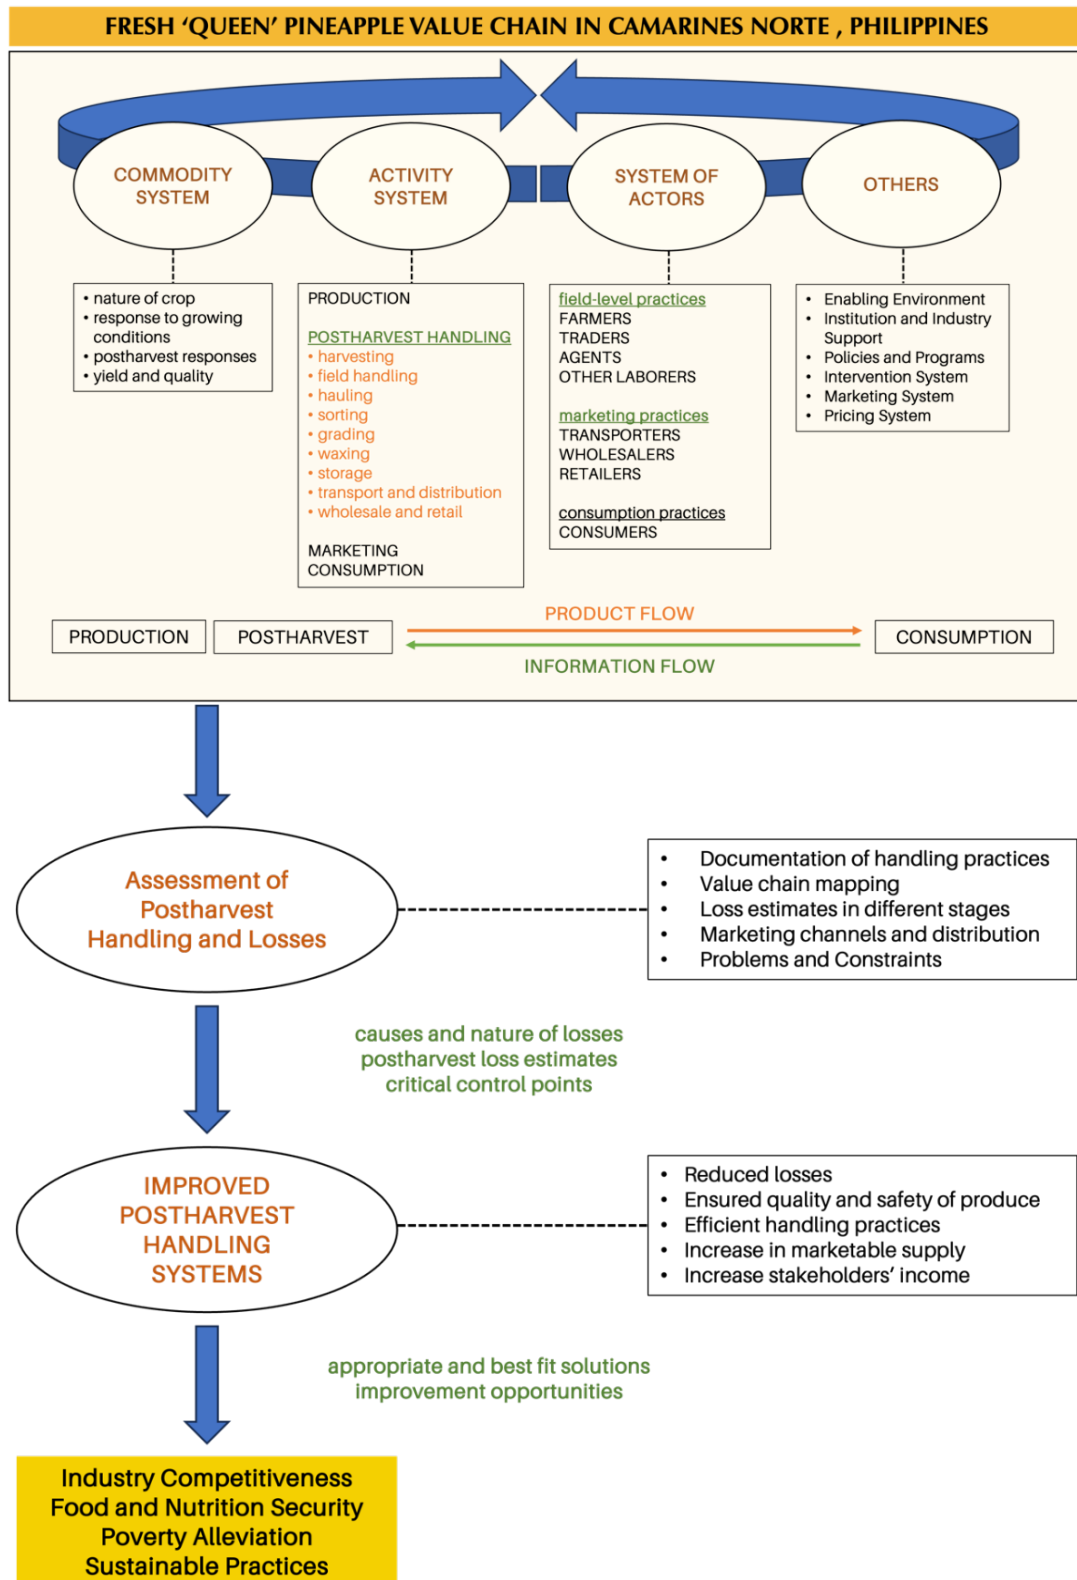 FRESH ‘QUEEN’ PINEAPPLE VALUE CHAIN IN CAMARINES NORTE , PHILIPPINES
COMMODITY
SYSTEM
ACTIVITY
SYSTEM
SYSTEM OF
ACTORS
OTHERS
• nature of crop
• response to growing
conditions
• postharvest responses
• yield and quality
PRODUCTION
POSTHARVEST HANDLING
• harvesting
• field handling
• hauling
• sorting
• grading
• waxing
• storage
• transport and distribution
• wholesale and retail
MARKETING
CONSUMPTION
field-level practices
FARMERS
TRADERS
AGENTS
OTHER LABORERS
marketing practices
TRANSPORTERS
WHOLESALERS
RETAILERS
consumption practices
CONSUMERS
• Enabling Environment
• Institution and Industry
Support
• Policies and Programs
• Intervention System
• Marketing System
• Pricing System
PRODUCTION
POSTHARVEST
PRODUCT FLOW
INFORMATION FLOW
CONSUMPTION
Assessment of
Postharvest
Handling and Losses
• Documentation of handling practices
• Value chain mapping
• Loss estimates in different stages
• Marketing channels and distribution
• Problems and Constraints
causes and nature of losses
postharvest loss estimates
critical control points
IMPROVED
POSTHARVEST
HANDLING
SYSTEMS
• Reduced losses
• Ensured quality and safety of produce
• Efficient handling practices
• Increase in marketable supply
• Increase stakeholders’ income
appropriate and best fit solutions
improvement opportunities
Industry Competitiveness
Food and Nutrition Security
Poverty Alleviation
Sustainable Practices